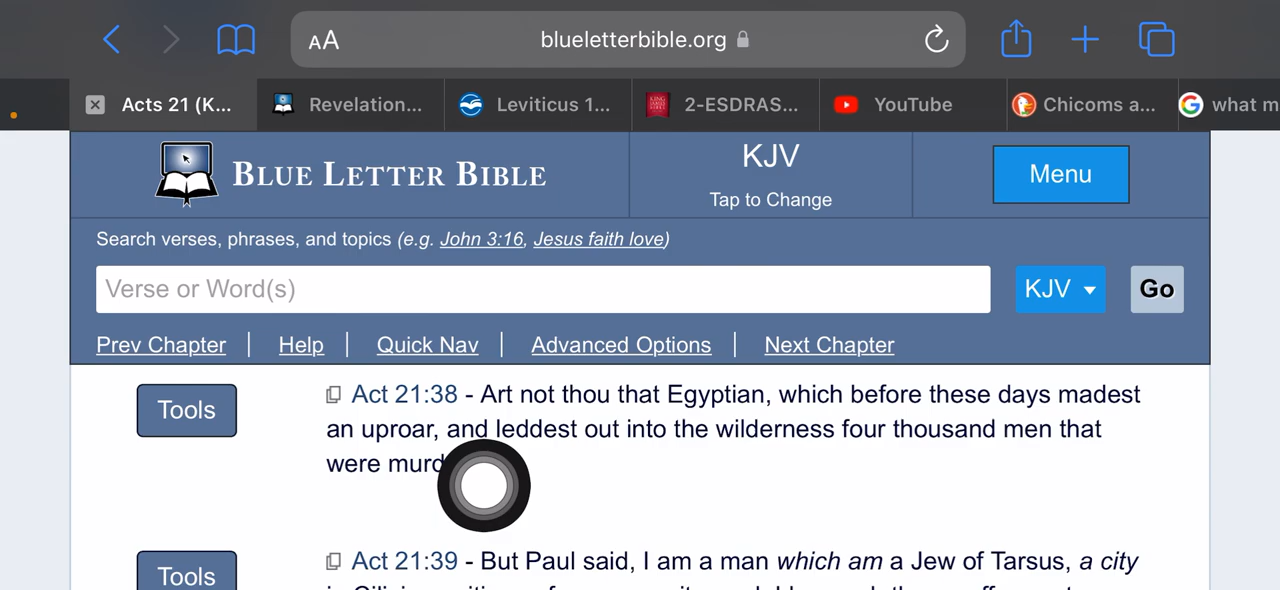 AA
blueletterbible.org
Acts 21 (K...
Revelation...
Leviticus 1...
2-ESDRAS...
YouTube
Chicoms a...
what m
BLUE LETTER BIBLE
KJV
Tap to Change
Menu
Search verses, phrases, and topics (e.g. John 3:16, Jesus faith love)
Verse or Word(s)
KJV
Go
Prev Chapter | Help | Quick Nav | Advanced Options | Next Chapter
Tools
Act 21:38 - Art not thou that Egyptian, which before these days madest
an uproar, and leddest out into the wilderness four thousand men that
were
Tools
Act 21:39 - But Paul said, I am a man which am a Jew of Tarsus, a city